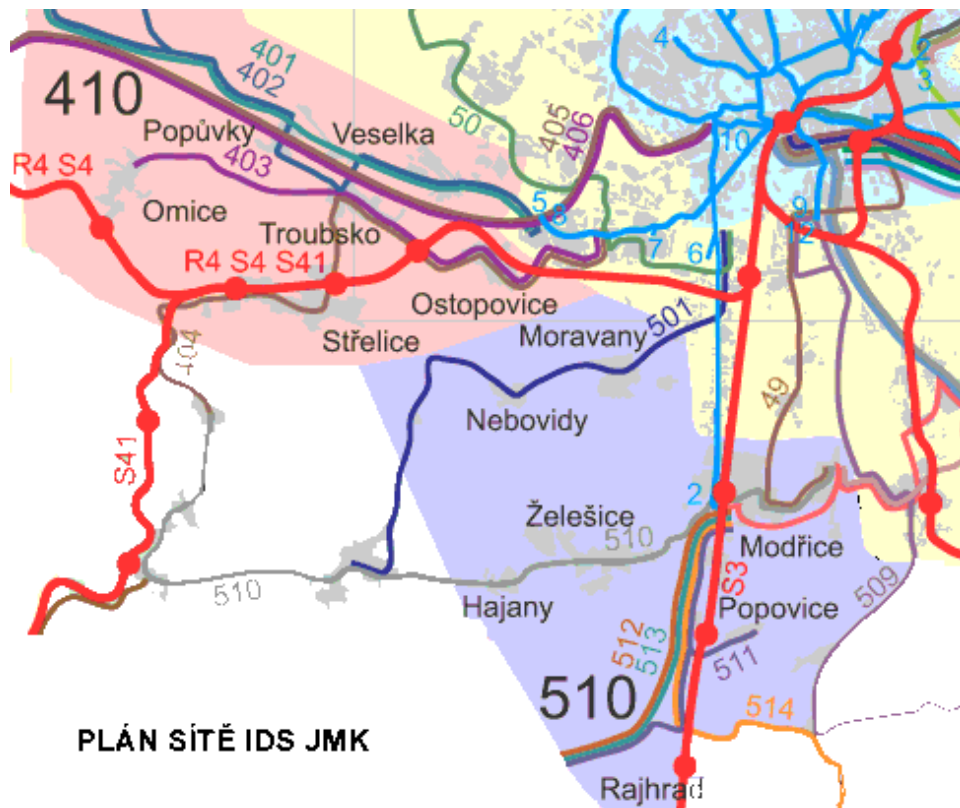 4
2
3
401
402
410
50
405
406
10
Popůvky
Veselka
403
R4 S4
5
8
9
12
Omice
7
6
Troubsko
R4 S4 S41
Ostopovice
501
Moravany
Střelice
404
49
Nebovidy
S41
2
Želešice
510
Modřice
S3
510
Hajany
Popovice
509
512
513
511
510
514
PLÁN SÍTĚ IDS JMK
Rajhrad